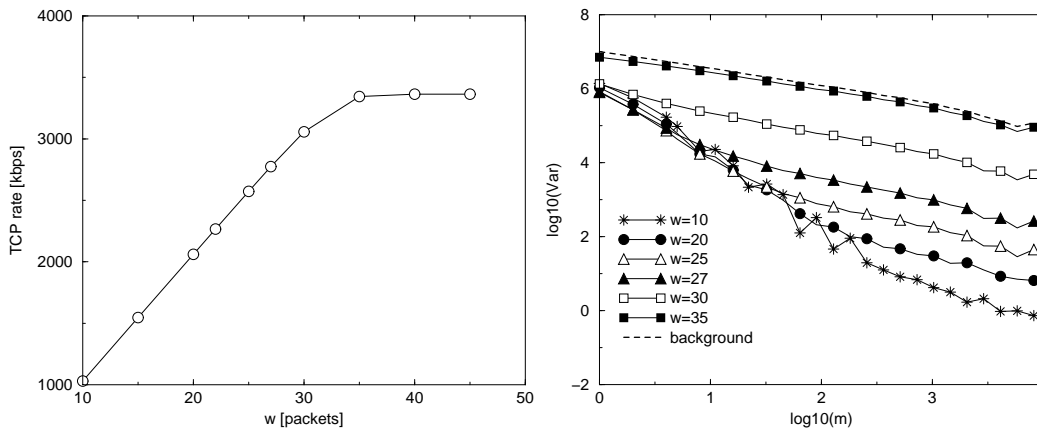 4000
3000
2000
1000
TCP rate [kbps]
10 20 30 40 50
w [packets]
8
6
4
2
0
−2
log10(Var)
w=10
w=20
w=25
w=27
w=30
w=35
background
0 1 2 3
log10(m)